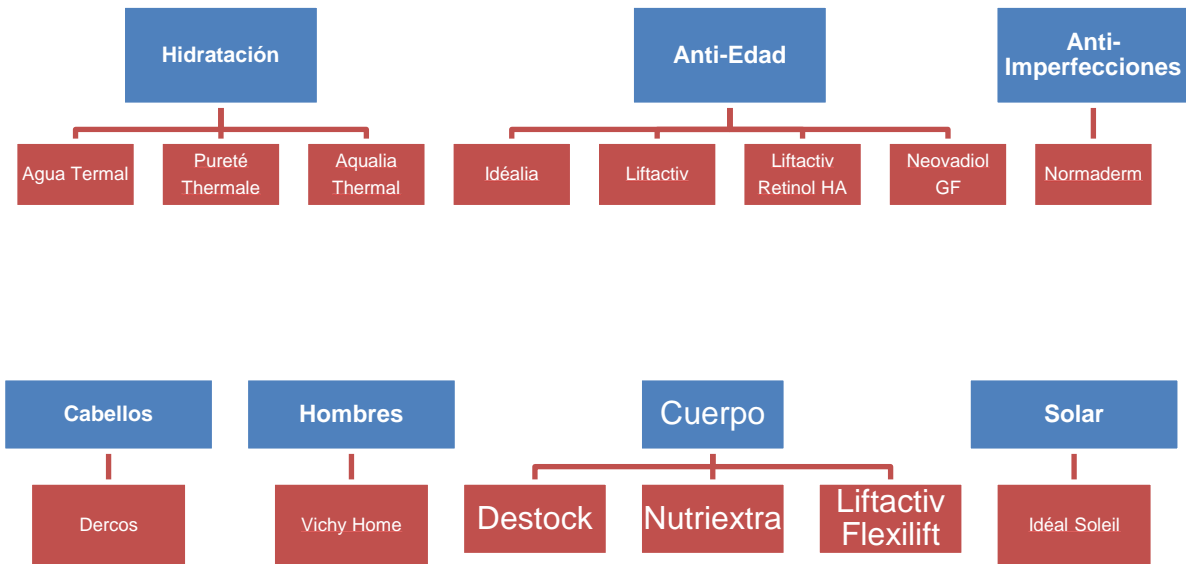 Hidratación
Anti-Edad
Anti-
Imperfecciones
Agua Termal
Pureté
Thermale
Aqualia
Thermal
Idéalia
Liftactiv
Liftactiv
Retinol HA
Neovadiol
GF
Normaderm
Cabellos
Hombres
Cuerpo
Solar
Dercos
Vichy Home
Destock
Nutriextra
Liftactiv
Flexilift
Idéal Soleil